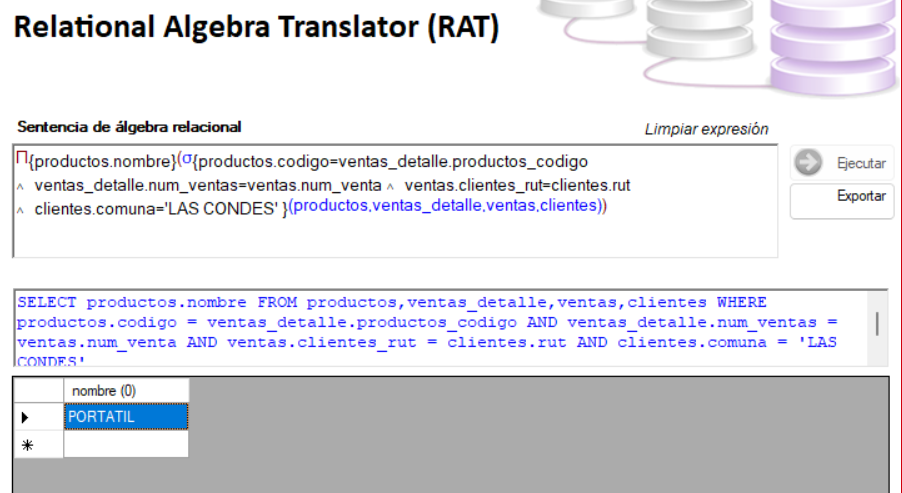 Relational Algebra Translator (RAT)
Sentencia de álgebra relacional
Limpiar expresión
Π{productos.nombre}(σ{productos.codigo=ventas_detalle.productos_codigo
∧ ventas_detalle.num_ventas=ventas.num_venta ∧ ventas.clientes_rut=clientes.rut
∧ clientes.comuna='LAS CONDES' }(productos,ventas_detalle,ventas,clientes))
Ejecutar
Exportar
SELECT productos.nombre FROM productos,ventas_detalle,ventas,clientes WHERE
productos.codigo = ventas_detalle.productos_codigo AND ventas_detalle.num_ventas =
ventas.num_venta AND ventas.clientes_rut = clientes.rut AND clientes.comuna = 'LAS
CONDES'
nombre (0)
PORTATIL